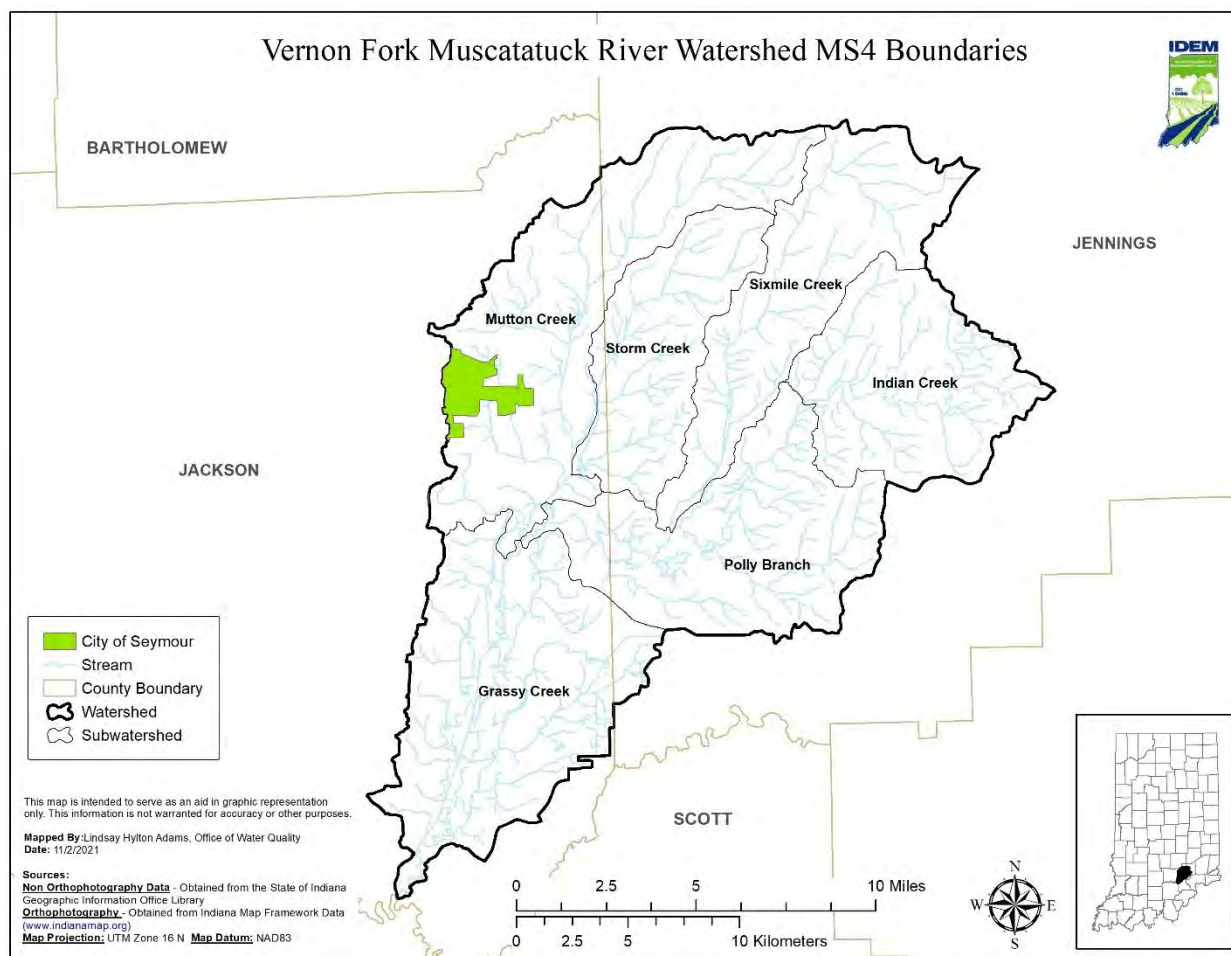 Vernon Fork Muscatatuck River Watershed MS4 Boundaries
IDEM
BARTHOLOMEW
JENNINGS
Sixmile Creek
Mutton Creek
Storm Creek
Indian Creek
JACKSON
Polly Branch
Grassy Creek
City of Seymour
Stream
County Boundary
Watershed
Subwatershed
SCOTT
This map is intended to serve as an aid in graphic representation
only. This information is not warranted for accuracy or other purposes.
Mapped By:Lindsay Hylton Adams, Office of Water Quality
Date: 11/2/2021
Sources:
Non Orthophotography Data - Obtained from the State of Indiana
Geographic Information Office Library
Orthophotography - Obtained from Indiana Map Framework Data
(www.indianamap.org)
Map Projection: UTM Zone 16 N Map Datum: NAD83
0 2.5 5 10 Miles
0 2.5 5 10 Kilometers
N
W E
S